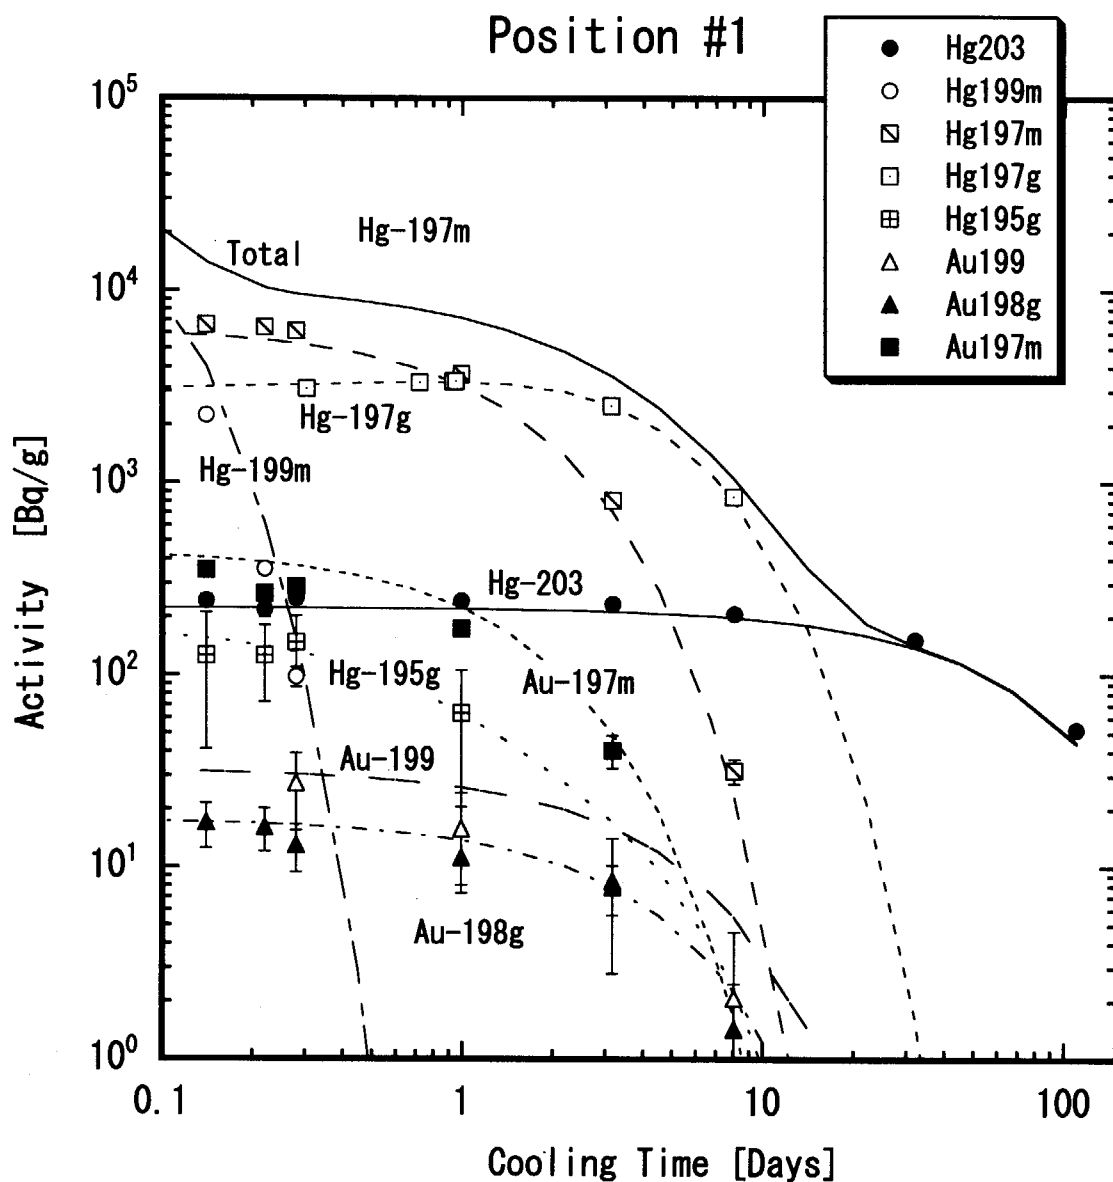 Position #1
Hg203
Hg199m
Hg197m
Hg197g
Hg195g
Au199
Au198g
Au197m
10^5
10^4
10^3
10^2
10^1
10^0
Activity [Bq/g]
Hg-197m
Total
Hg-197g
Hg-199m
Hg-203
Hg-195g
Au-197m
Au-199
Au-198g
0.1
1
10
100
Cooling Time [Days]